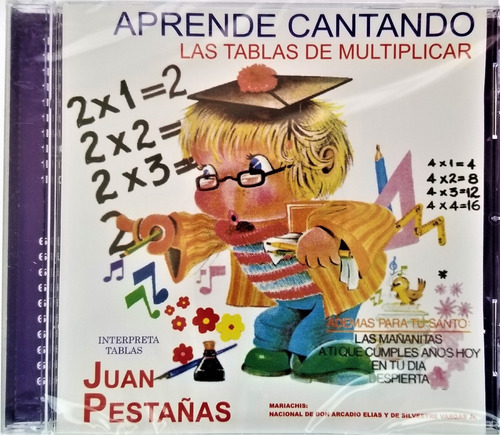 APRENDE CANTANDO
LAS TABLAS DE MULTIPLICAR
2x1=2
2x2=
2x3=
2
4x1=4
4x2=8
4x3=12
4x4=16
INTERPRETA
TABLAS
JUAN
PESTAÑAS
ADEMAS PARA TU SANTO:
LAS MAÑANITAS
A TI QUE CUMPLES AÑOS HOY
EN TU DIA
DESPIERTA
MARIACHIS:
NACIONAL DE DON ARCADIO ELIAS Y DE SILVESTRE VARGAS